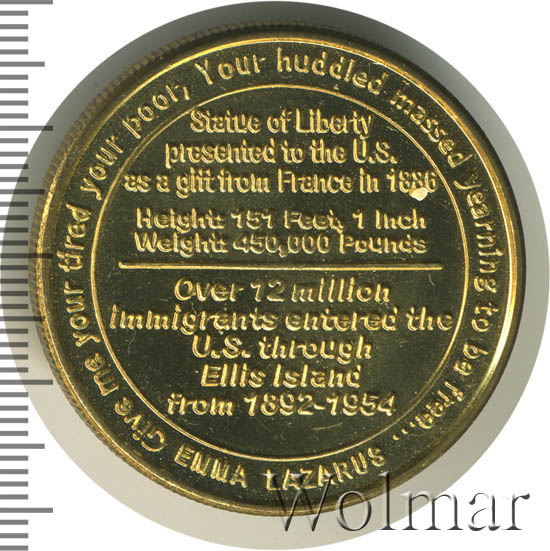 Give me your tired your poor, Your huddled massed yearning to be free... EMMA LAZARUS
Statue of Liberty
presented to the U.S.
as a gift from France in 1886
Height: 151 Feet, 1 Inch
Weight: 450,000 Pounds
Over 12 million
immigrants entered the
U.S. through
Ellis Island
from 1892-1954
Wolmar